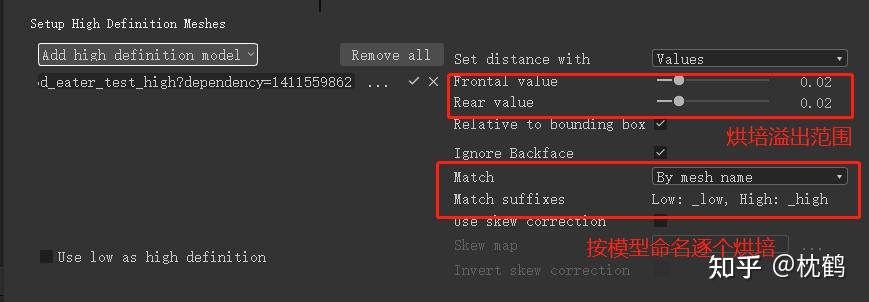 Setup High Definition Meshes
Add high definition model
Remove all
d_eater_test_high?dependency=1411559862 ...
Use low as high definition
Set distance with Values
Frontal value 0.02
Rear value 0.02
Relative to bounding box
烘培溢出范围
Ignore Backface
Match By mesh name
Match suffixes Low: _low, High: _high
Use skew correction
Skew map ...
按模型命名逐个烘培
Invert skew correction
知乎 @枕鹤